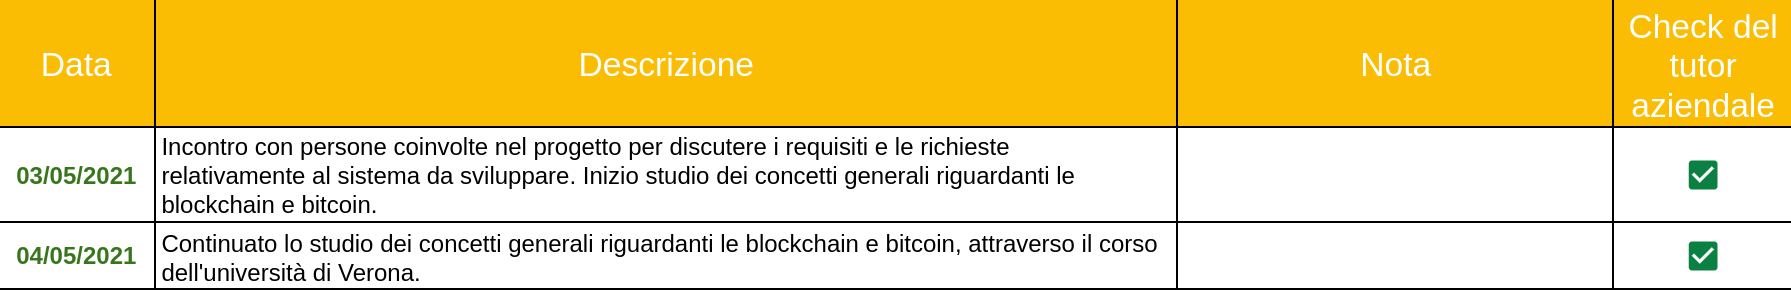 Data
Descrizione
Nota
Check del
tutor
aziendale
03/05/2021
Incontro con persone coinvolte nel progetto per discutere i requisiti e le richieste
relativamente al sistema da sviluppare. Inizio studio dei concetti generali riguardanti le
blockchain e bitcoin.
04/05/2021
Continuato lo studio dei concetti generali riguardanti le blockchain e bitcoin, attraverso il corso
dell'università di Verona.